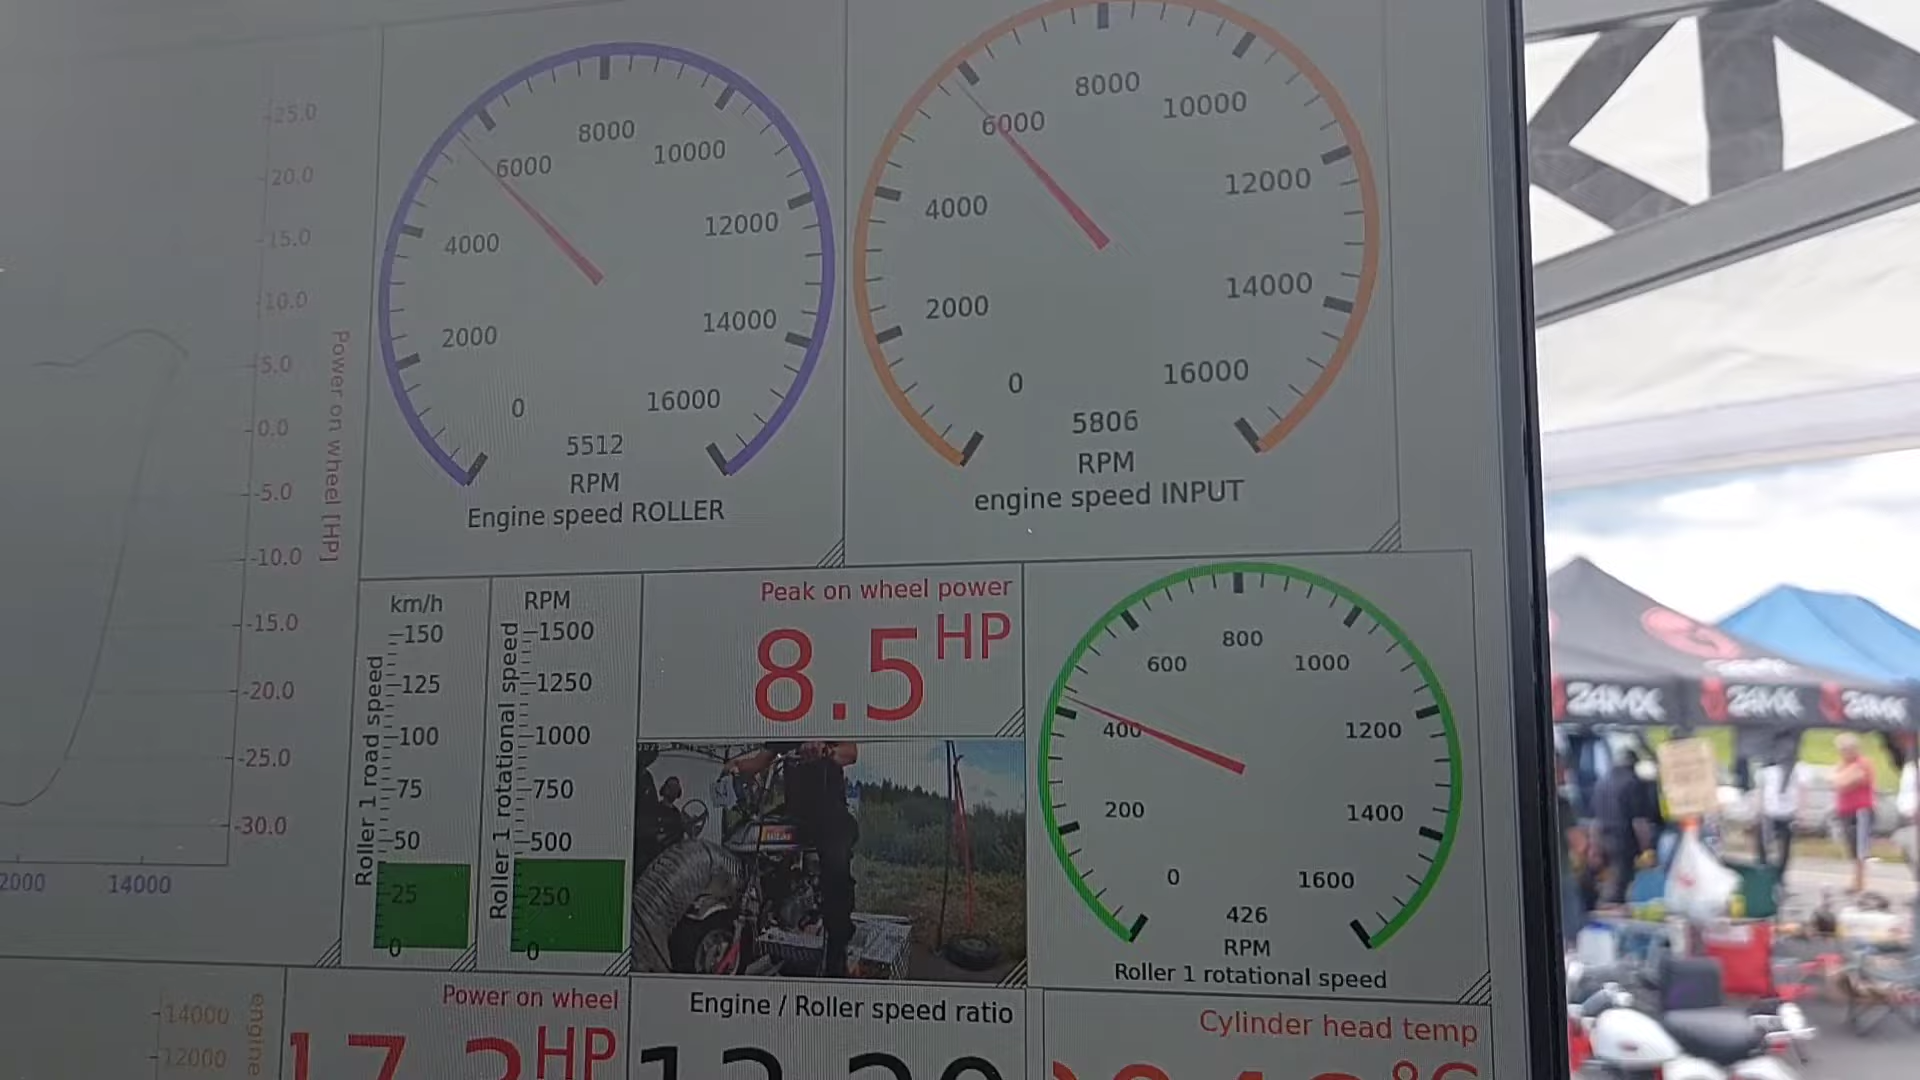 25.0
20.0
15.0
10.0
5.0
0.0
-5.0
-10.0
-15.0
-20.0
-25.0
-30.0
Power on wheel [HP]
2000 14000
0
2000
4000
6000
8000
10000
12000
14000
16000
5512
RPM
Engine speed ROLLER
0
2000
4000
6000
8000
10000
12000
14000
16000
5806
RPM
engine speed INPUT
km/h
150
125
100
75
50
25
0
Roller 1 road speed
RPM
1500
1250
1000
750
500
250
0
Roller 1 rotational speed
Peak on wheel power
8.5 HP
0
200
400
600
800
1000
1200
1400
1600
426
RPM
Roller 1 rotational speed
14000
12000
engine
Power on wheel
HP
Engine / Roller speed ratio
Cylinder head temp
°C
24MX
24MX
24MX